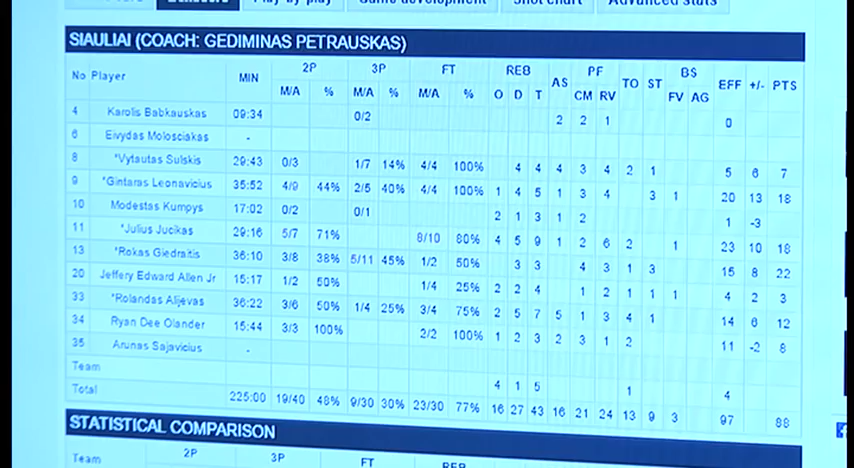 Boxscore Play-by-play Game development Shot chart Advanced stats
SIAULIAI (COACH: GEDIMINAS PETRAUSKAS)
2P 3P FT REB PF BS
No Player MIN AS TO ST EFF +/- PTS
M/A % M/A % M/A % O D T CM RV FV AG
4 Karolis Babkauskas 09:34 0/2 2 2 1 0
6 Eivydas Molosciakas -
8 *Vytautas Sulskis 29:43 0/3 1/7 14% 4/4 100% 4 4 4 3 4 2 1 5 6 7
9 *Gintaras Leonavicius 35:52 4/9 44% 2/5 40% 4/4 100% 1 4 5 1 3 4 3 1 20 13 18
10 Modestas Kumpys 17:02 0/2 0/1 2 1 3 1 2 1 -3
11 *Julius Jucikas 29:16 5/7 71% 8/10 80% 4 5 9 1 2 6 2 1 23 10 18
13 *Rokas Giedraitis 36:10 3/8 38% 5/11 45% 1/2 50% 3 3 4 3 1 3 15 8 22
20 Jeffery Edward Allen Jr 15:17 1/2 50% 1/4 25% 2 2 4 1 2 1 1 1 4 2 3
33 *Rolandas Alijevas 36:22 3/6 50% 1/4 25% 3/4 75% 2 5 7 5 1 3 4 1 14 6 12
34 Ryan Dee Olander 15:44 3/3 100% 2/2 100% 1 2 3 2 3 1 2 11 -2 8
35 Arunas Sajavicius -
Team 4 1 5 1 4
Total 225:00 19/40 48% 9/30 30% 23/30 77% 16 27 43 16 21 24 13 9 3 97 88
STATISTICAL COMPARISON
Team 2P 3P FT REB